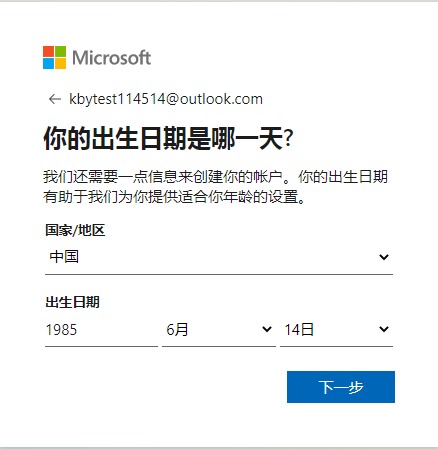 Microsoft
← kbytest114514@outlook.com
你的出生日期是哪一天?
我们还需要一点信息来创建你的帐户。你的出生日期
有助于我们为你提供适合你年龄的设置。
国家/地区
中国
出生日期
1985 6月 14日
下一步